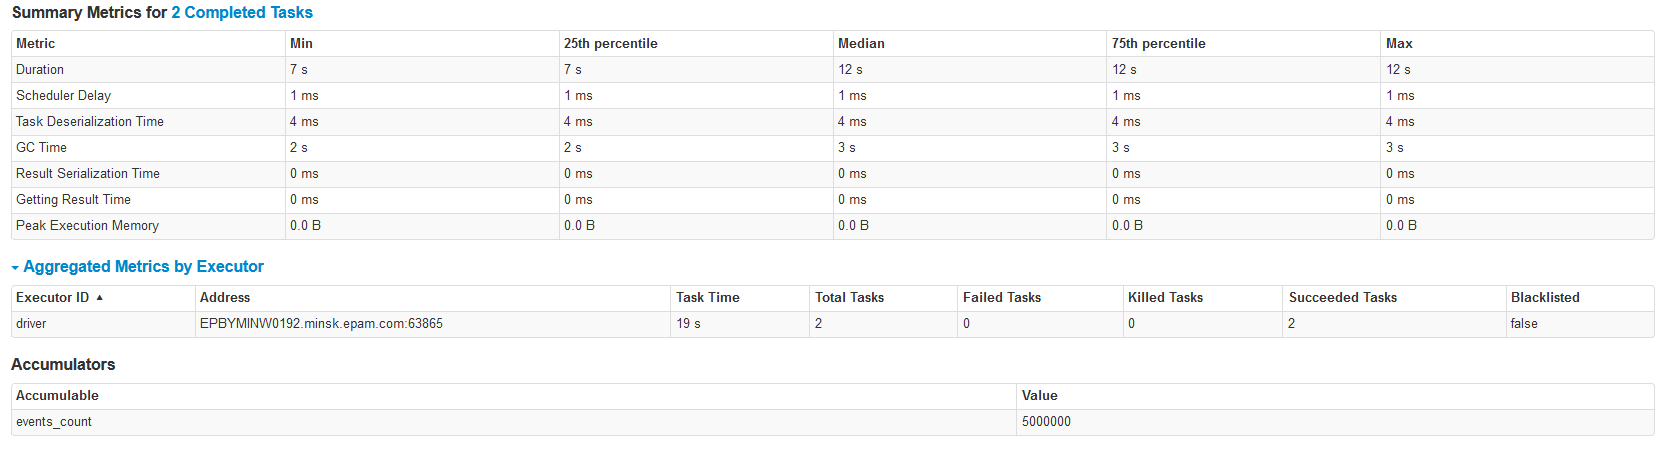 Summary Metrics for 2 Completed Tasks
Metric Min 25th percentile Median 75th percentile Max
Duration 7 s 7 s 12 s 12 s 12 s
Scheduler Delay 1 ms 1 ms 1 ms 1 ms 1 ms
Task Deserialization Time 4 ms 4 ms 4 ms 4 ms 4 ms
GC Time 2 s 2 s 3 s 3 s 3 s
Result Serialization Time 0 ms 0 ms 0 ms 0 ms 0 ms
Getting Result Time 0 ms 0 ms 0 ms 0 ms 0 ms
Peak Execution Memory 0.0 B 0.0 B 0.0 B 0.0 B 0.0 B
Aggregated Metrics by Executor
Executor ID ▲ Address Task Time Total Tasks Failed Tasks Killed Tasks Succeeded Tasks Blacklisted
driver EPBYMINW0192.minsk.epam.com:63865 19 s 2 0 0 2 false
Accumulators
Accumulable Value
events_count 5000000